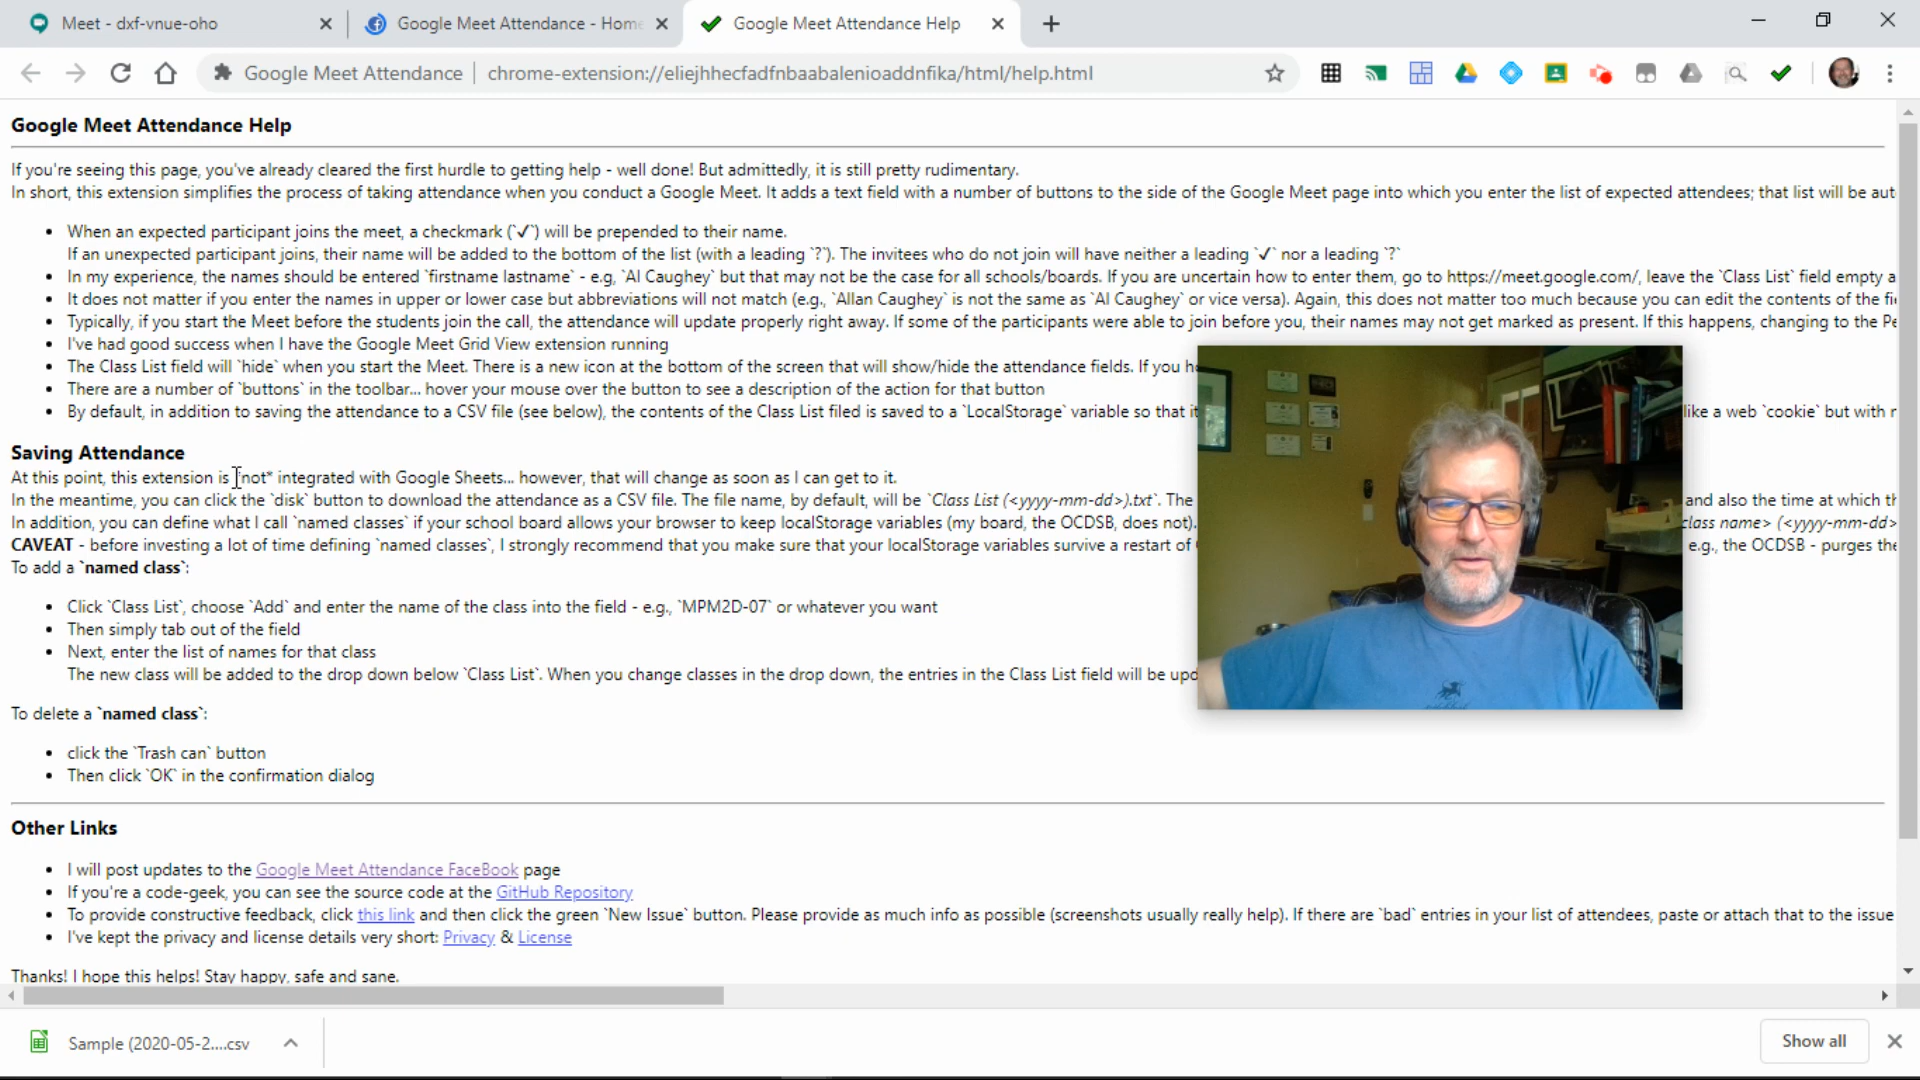 Meet - dxf-vnue-oho
Google Meet Attendance - Home
Google Meet Attendance Help
Google Meet Attendance | chrome-extension://eliejhhecfadfnbaabalenioaddnfika/html/help.html
Google Meet Attendance Help
If you're seeing this page, you've already cleared the first hurdle to getting help - well done! But admittedly, it is still pretty rudimentary.
In short, this extension simplifies the process of taking attendance when you conduct a Google Meet. It adds a text field with a number of buttons to the side of the Google Meet page into which you enter the list of expected attendees; that list will be aut
• When an expected participant joins the meet, a checkmark (`✓`) will be prepended to their name.
If an unexpected participant joins, their name will be added to the bottom of the list (with a leading `?`). The invitees who do not join will have neither a leading `✓` nor a leading `?`
• In my experience, the names should be entered `firstname lastname` - e.g, `Al Caughey` but that may not be the case for all schools/boards. If you are uncertain how to enter them, go to https://meet.google.com/, leave the `Class List` field empty a
• It does not matter if you enter the names in upper or lower case but abbreviations will not match (e.g., `Allan Caughey` is not the same as `Al Caughey` or vice versa). Again, this does not matter too much because you can edit the contents of the fi
• Typically, if you start the Meet before the students join the call, the attendance will update properly right away. If some of the participants were able to join before you, their names may not get marked as present. If this happens, changing to the Pe
• I've had good success when I have the Google Meet Grid View extension running
• The Class List field will `hide` when you start the Meet. There is a new icon at the bottom of the screen that will show/hide the attendance fields. If you h
• There are a number of `buttons` in the toolbar... hover your mouse over the button to see a description of the action for that button
• By default, in addition to saving the attendance to a CSV file (see below), the contents of the Class List filed is saved to a `LocalStorage` variable so that it like a web `cookie` but with r
Saving Attendance
At this point, this extension is *not* integrated with Google Sheets... however, that will change as soon as I can get to it.
In the meantime, you can click the `disk` button to download the attendance as a CSV file. The file name, by default, will be `Class List (<yyyy-mm-dd>).txt`. The and also the time at which th
In addition, you can define what I call `named classes` if your school board allows your browser to keep localStorage variables (my board, the OCDSB, does not). class name> (<yyyy-mm-dd>
CAVEAT - before investing a lot of time defining `named classes`, I strongly recommend that you make sure that your localStorage variables survive a restart of e.g., the OCDSB - purges the
To add a `named class`:
• Click `Class List`, choose `Add` and enter the name of the class into the field - e.g., `MPM2D-07` or whatever you want
• Then simply tab out of the field
• Next, enter the list of names for that class
The new class will be added to the drop down below `Class List`. When you change classes in the drop down, the entries in the Class List field will be upd
To delete a `named class`:
• click the `Trash can` button
• Then click `OK` in the confirmation dialog
Other Links
• I will post updates to the Google Meet Attendance FaceBook page
• If you're a code-geek, you can see the source code at the GitHub Repository
• To provide constructive feedback, click this link and then click the green `New Issue` button. Please provide as much info as possible (screenshots usually really help). If there are `bad` entries in your list of attendees, paste or attach that to the issue
• I've kept the privacy and license details very short: Privacy & License
Thanks! I hope this helps! Stay happy, safe and sane.
Sample (2020-05-2....csv
Show all